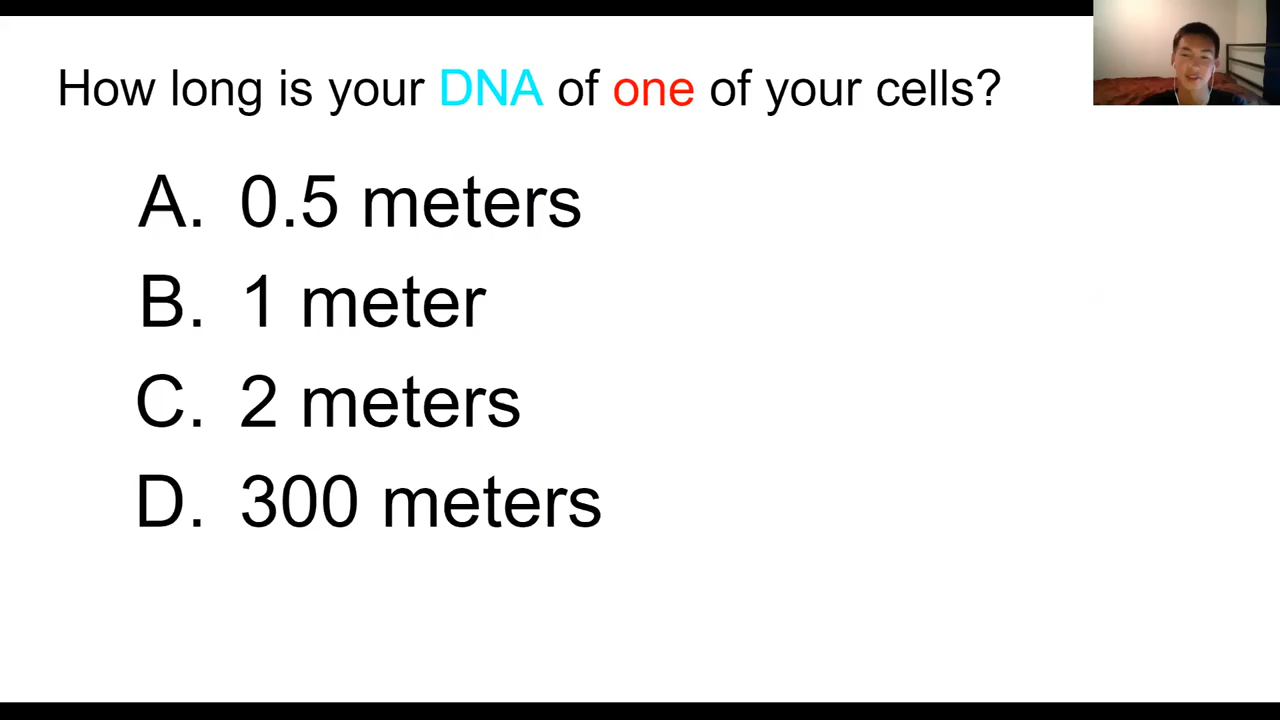 How long is your DNA of one of your cells?
A. 0.5 meters
B. 1 meter
C. 2 meters
D. 300 meters